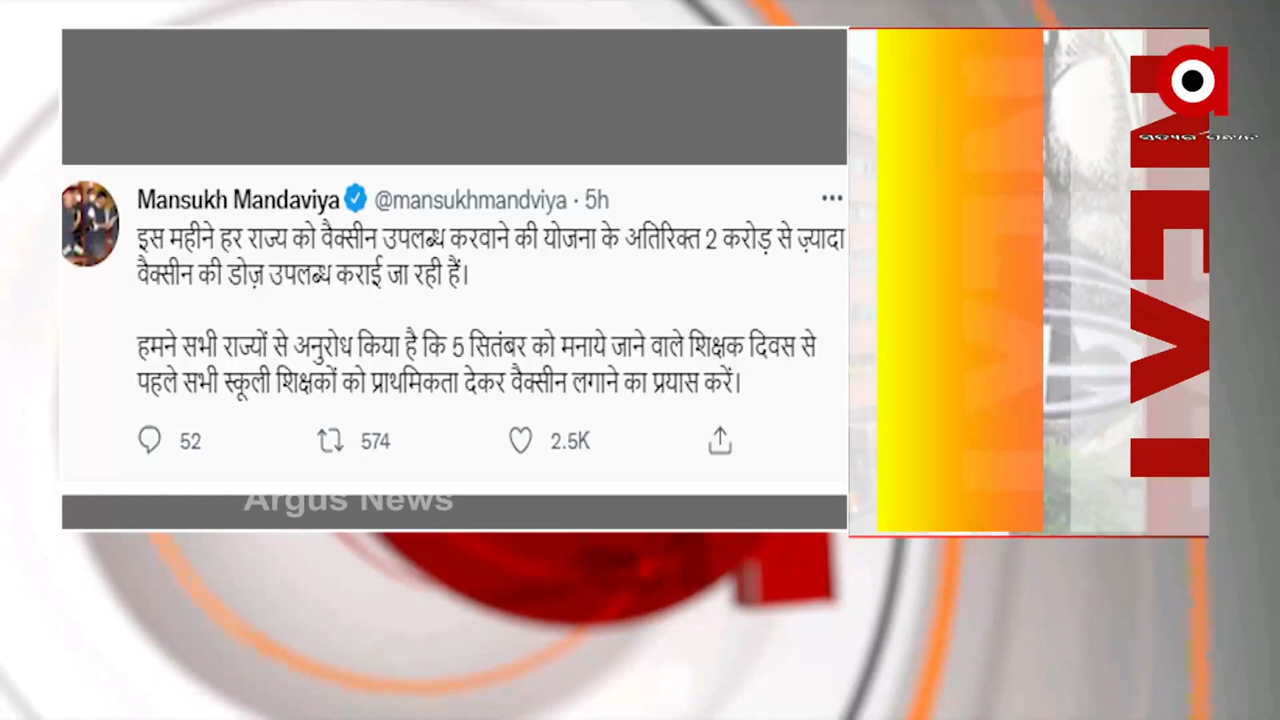 Mansukh Mandaviya @mansukhmandviya · 5h
इस महीने हर राज्य को वैक्सीन उपलब्ध करवाने की योजना के अतिरिक्त 2 करोड़ से ज़्यादा
वैक्सीन की डोज़ उपलब्ध कराई जा रही हैं।
हमने सभी राज्यों से अनुरोध किया है कि 5 सितंबर को मनाये जाने वाले शिक्षक दिवस से
पहले सभी स्कूली शिक्षकों को प्राथमिकता देकर वैक्सीन लगाने का प्रयास करें।
52 574 2.5K
Argus News